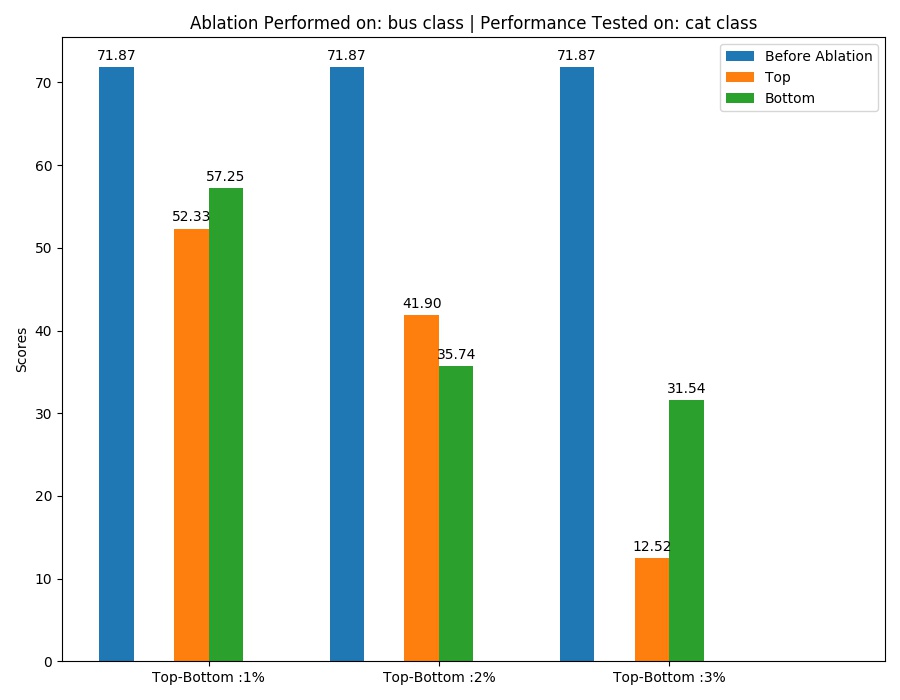 Ablation Performed on: bus class | Performance Tested on: cat class
71.87
71.87
71.87
Before Ablation
Top
Bottom
70
60
57.25
52.33
50
41.90
40
35.74
31.54
30
20
12.52
10
0
Scores
Top-Bottom :1%
Top-Bottom :2%
Top-Bottom :3%